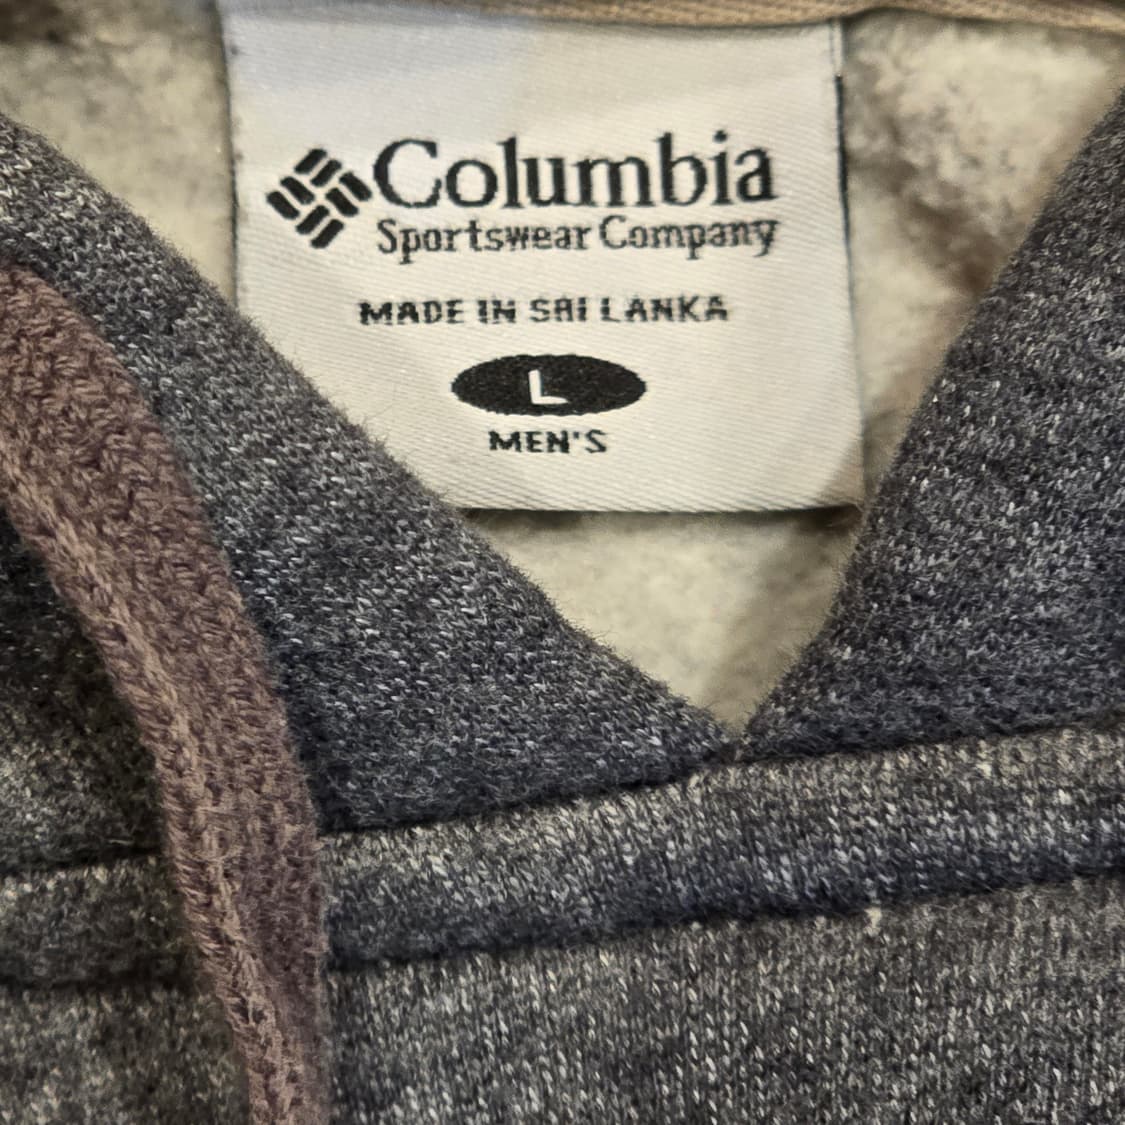 Columbia
Sportswear Company
MADE IN SRI LANKA
L
MEN'S